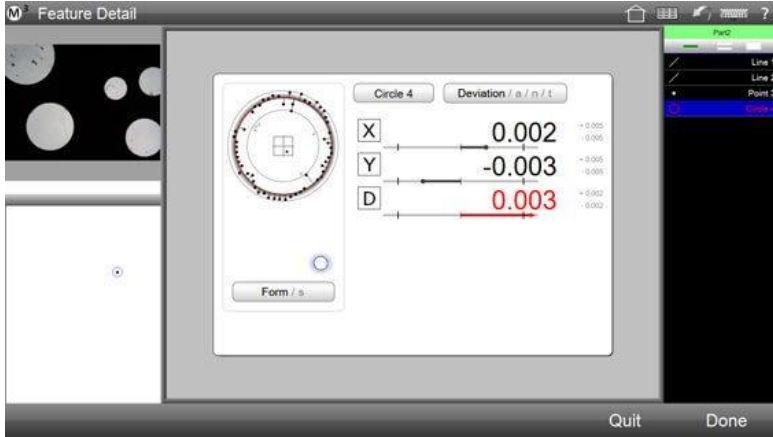 M³ Feature Detail
?
Part2
Line 1
Line 2
Point 3
Circle 4
Circle 4
Deviation / a / n / t
X 0.002 + 0.005
- 0.005
Y -0.003 + 0.005
- 0.005
D 0.003 + 0.002
- 0.002
Form / s
Quit Done